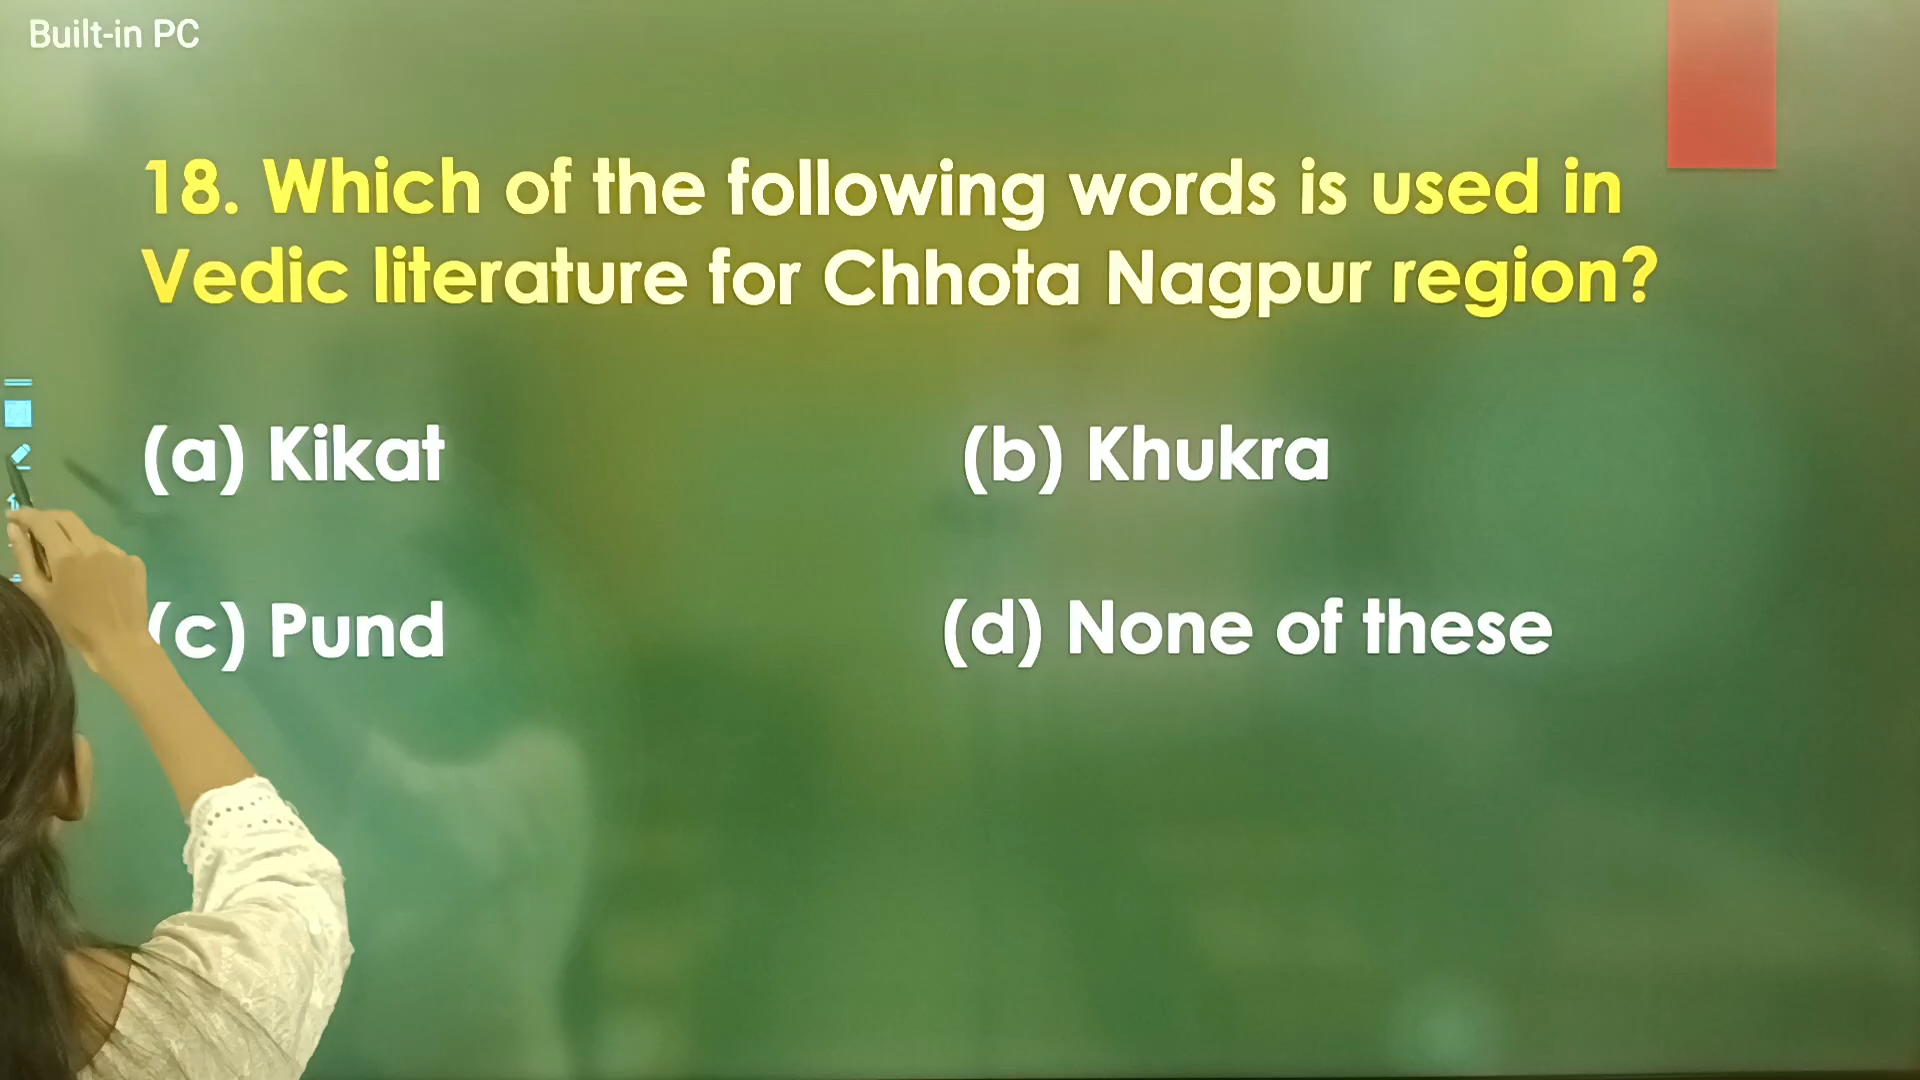 Built-in PC
18. Which of the following words is used in
Vedic literature for Chhota Nagpur region?
(a) Kikat (b) Khukra
(c) Pund (d) None of these